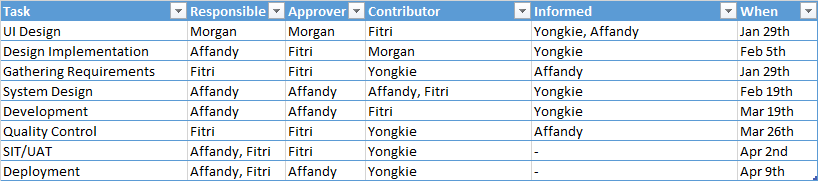 Task Responsible Approver Contributor Informed When
UI Design Morgan Morgan Fitri Yongkie, Affandy Jan 29th
Design Implementation Affandy Fitri Morgan Yongkie Feb 5th
Gathering Requirements Fitri Fitri Yongkie Affandy Jan 29th
System Design Affandy Affandy Affandy, Fitri Yongkie Feb 19th
Development Affandy Affandy Fitri Yongkie Mar 19th
Quality Control Fitri Fitri Yongkie Affandy Mar 26th
SIT/UAT Affandy, Fitri Fitri Yongkie - Apr 2nd
Deployment Affandy, Fitri Affandy Yongkie - Apr 9th